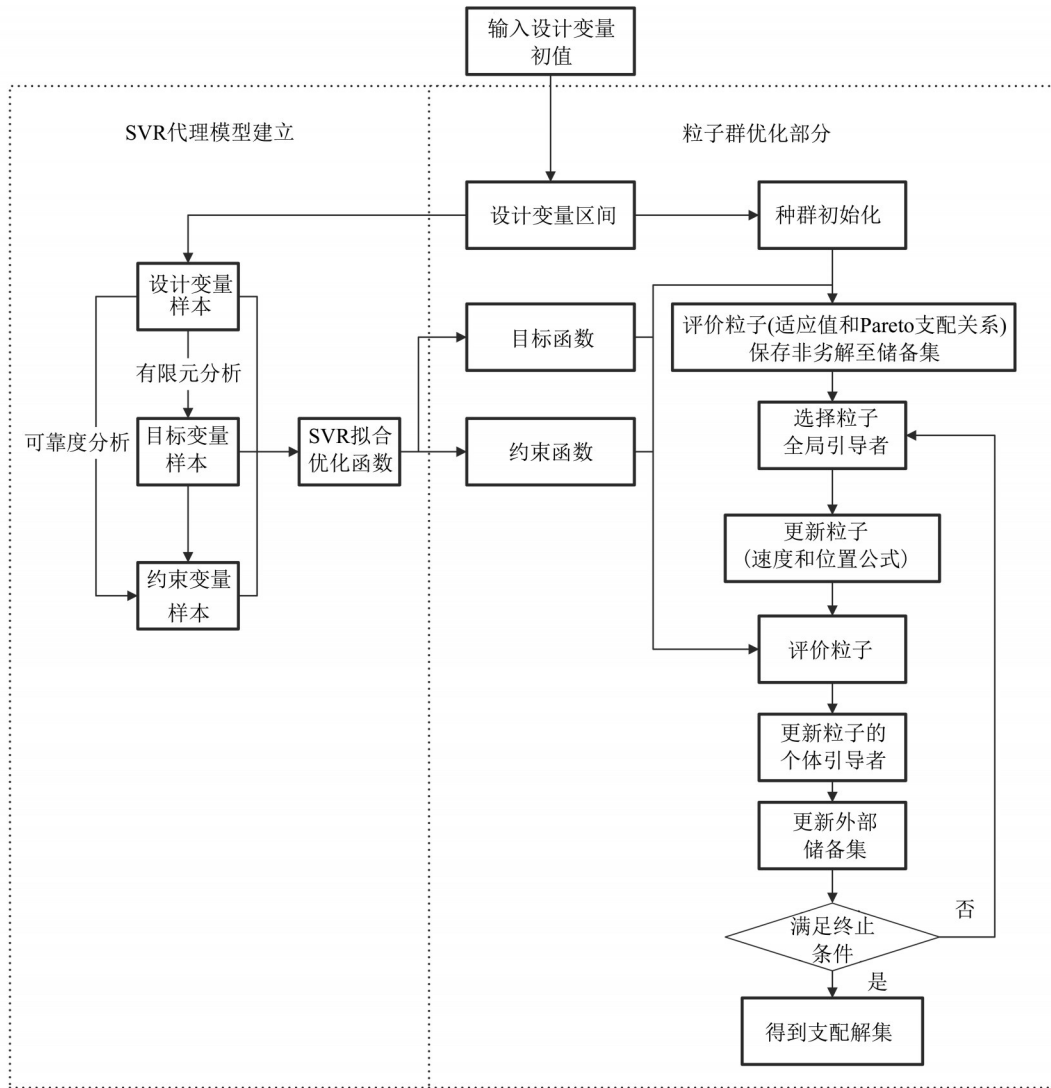 输入设计变量
初值
SVR代理模型建立
粒子群优化部分
设计变量区间
种群初始化
设计变量
样本
有限元分析
可靠度分析
目标变量
样本
约束变量
样本
SVR拟合
优化函数
目标函数
约束函数
评价粒子(适应值和Pareto支配关系)
保存非劣解至储备集
选择粒子
全局引导者
更新粒子
(速度和位置公式)
评价粒子
更新粒子的
个体引导者
更新外部
储备集
满足终止
条件
否
是
得到支配解集